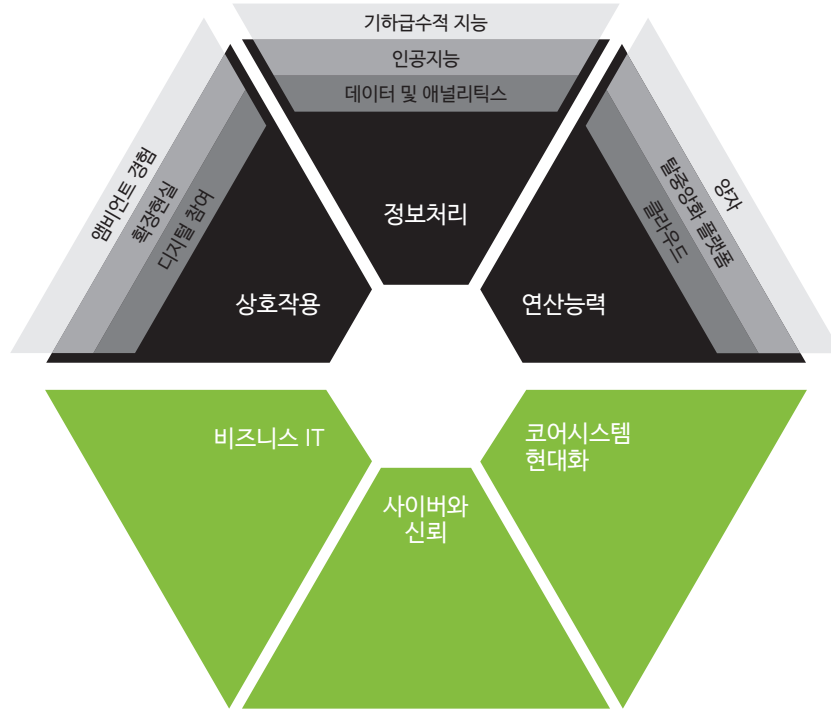 기하급수적 지능
인공지능
데이터 및 애널리틱스
정보처리
앰비언트 경험
확장현실
디지털 참여
상호작용
양자
탈중앙화 플랫폼
클라우드
연산능력
비즈니스 IT
코어시스템
현대화
사이버와
신뢰